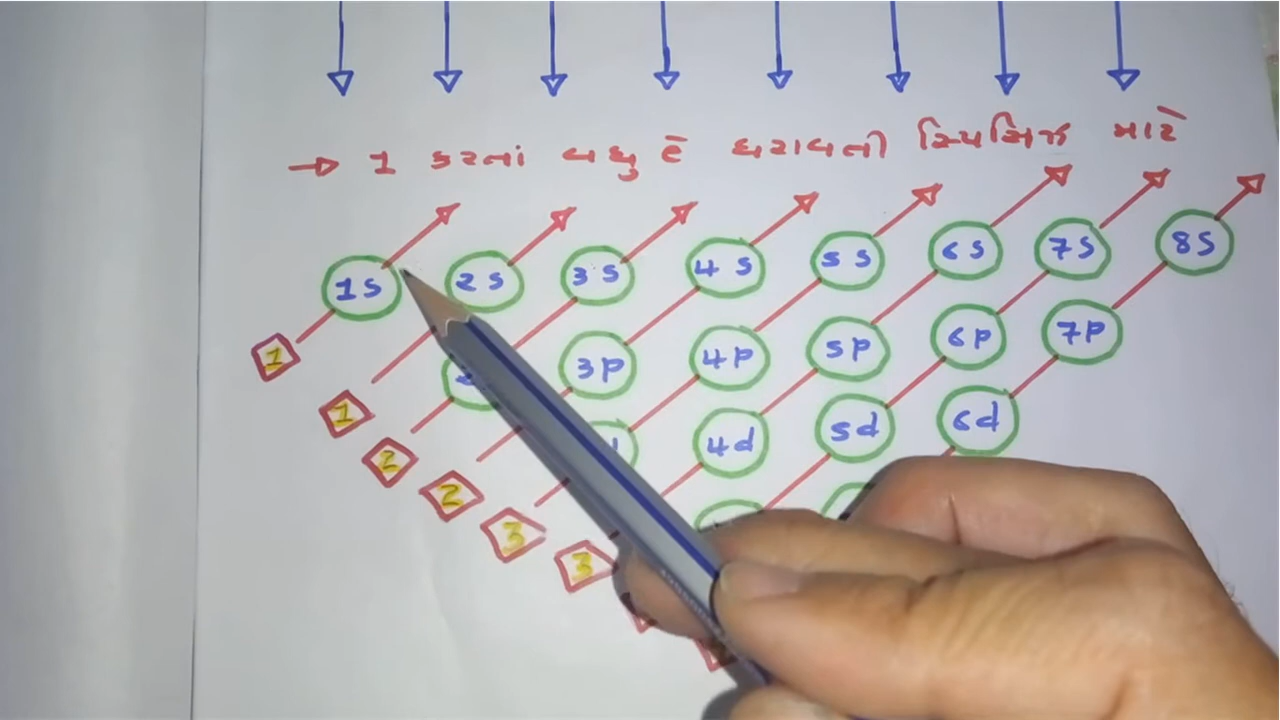 → 1 કરતાં વધુ ઈ ધરાવતી સિસ્ટમ માટે
1s 2s 3s 4s 5s 6s 7s 8s
3p 4p 5p 6p 7p
4d 5d 6d
1
1
2
2
3
3